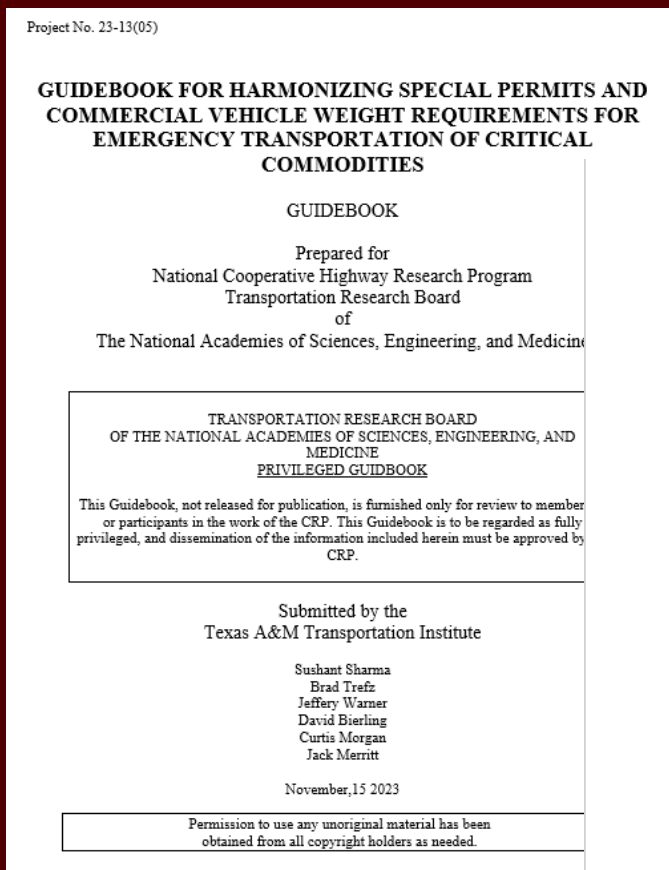 Project No. 23-13(05)
GUIDEBOOK FOR HARMONIZING SPECIAL PERMITS AND
COMMERCIAL VEHICLE WEIGHT REQUIREMENTS FOR
EMERGENCY TRANSPORTATION OF CRITICAL
COMMODITIES
GUIDEBOOK
Prepared for
National Cooperative Highway Research Program
Transportation Research Board
of
The National Academies of Sciences, Engineering, and Medicine
TRANSPORTATION RESEARCH BOARD
OF THE NATIONAL ACADEMIES OF SCIENCES, ENGINEERING, AND
MEDICINE
PRIVILEGED GUIDBOOK
This Guidebook, not released for publication, is furnished only for review to member
or participants in the work of the CRP. This Guidebook is to be regarded as fully
privileged, and dissemination of the information included herein must be approved by
CRP.
Submitted by the
Texas A&M Transportation Institute
Sushant Sharma
Brad Trefz
Jeffery Warner
David Bierling
Curtis Morgan
Jack Merritt
November,15 2023
Permission to use any unoriginal material has been
obtained from all copyright holders as needed.